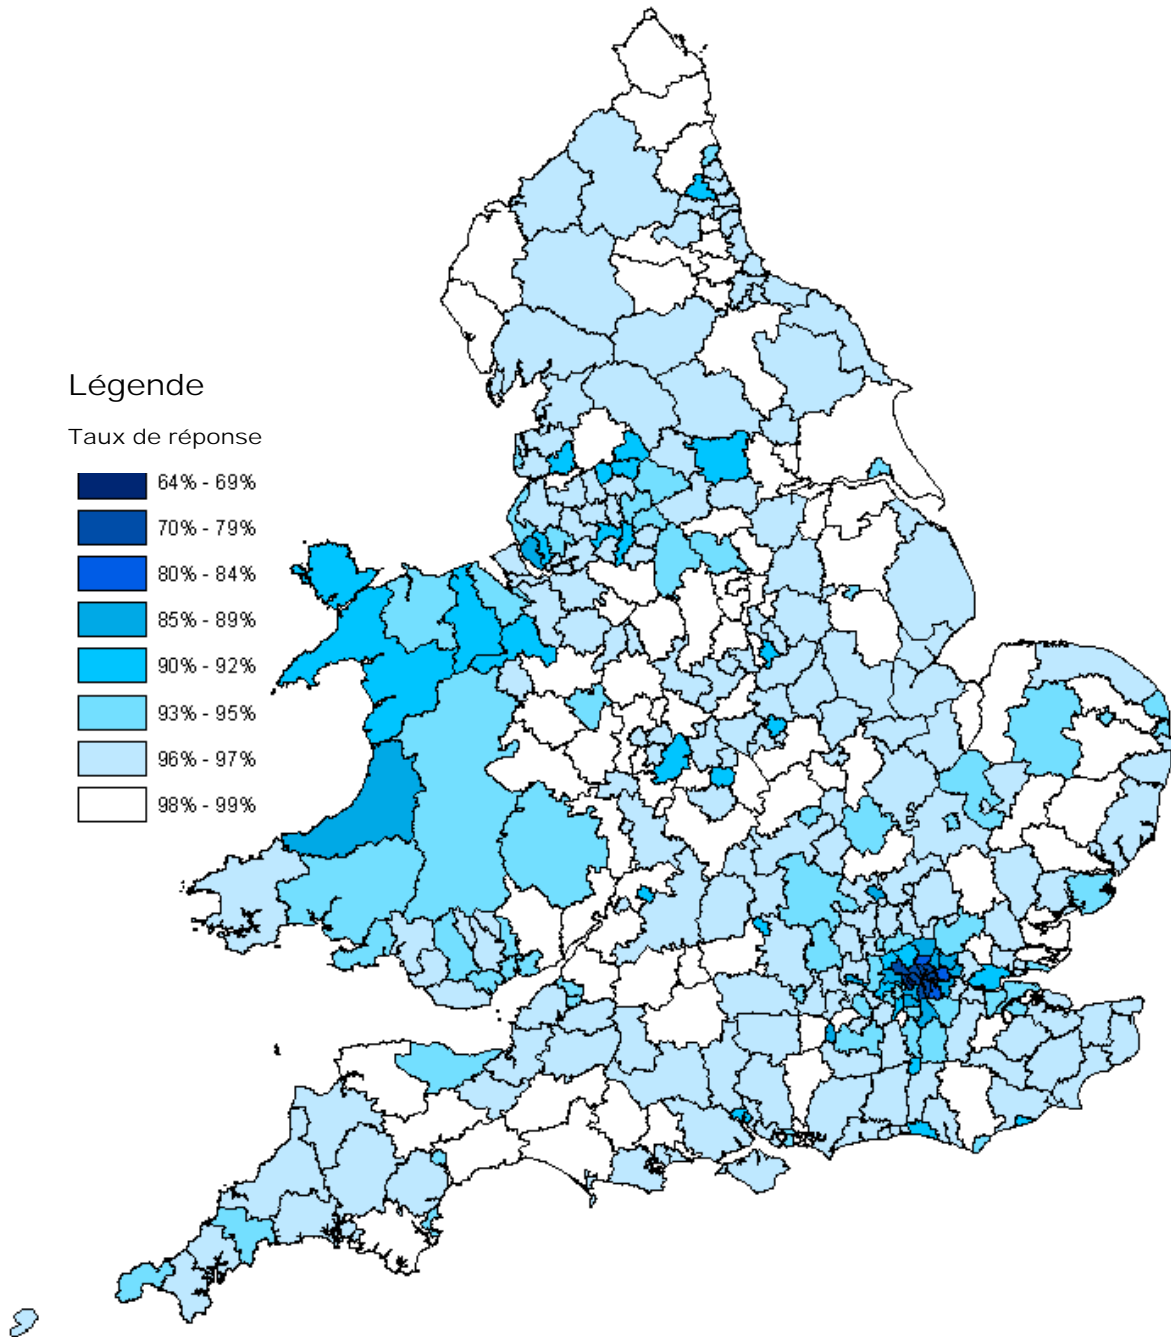 Légende
Taux de réponse
64% - 69%
70% - 79%
80% - 84%
85% - 89%
90% - 92%
93% - 95%
96% - 97%
98% - 99%